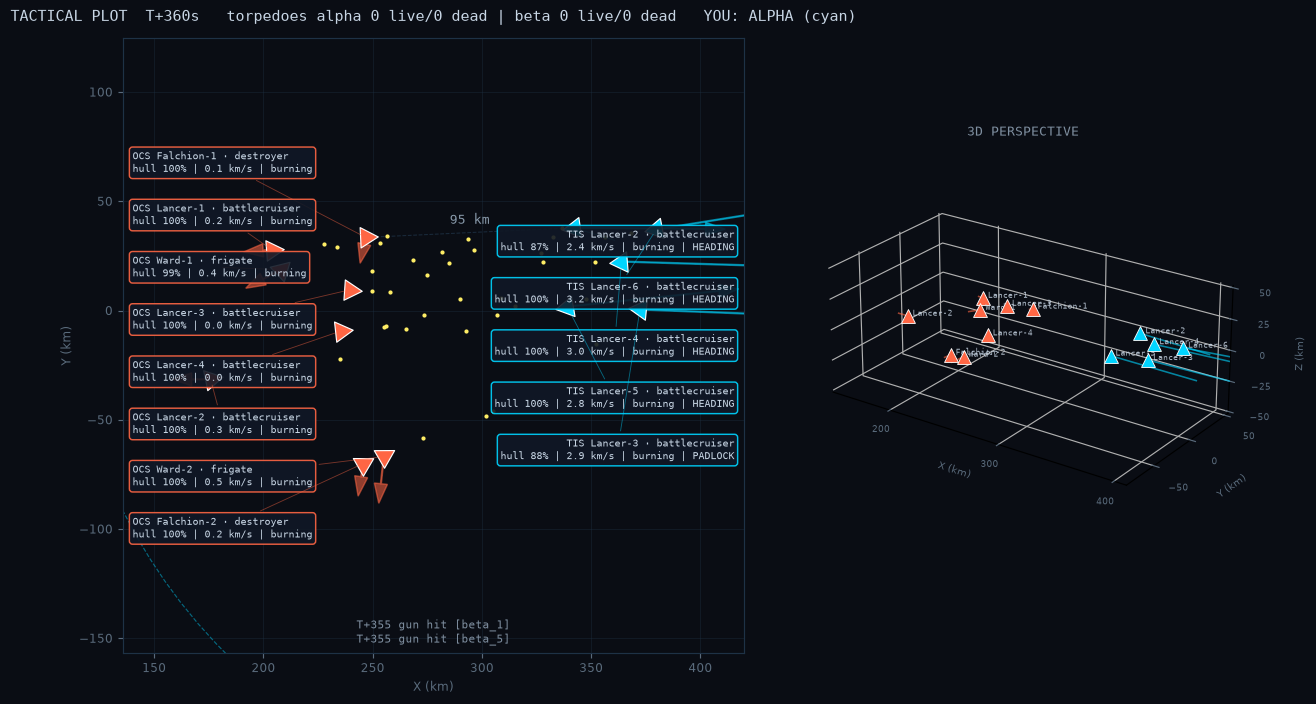 TACTICAL PLOT  T+360s   torpedoes alpha 0 live/0 dead | beta 0 live/0 dead   YOU: ALPHA (cyan)
OCS Falchion-1 · destroyer
hull 100% | 0.1 km/s | burning
OCS Lancer-1 · battlecruiser
hull 100% | 0.2 km/s | burning
OCS Ward-1 · frigate
hull 99% | 0.4 km/s | burning
OCS Lancer-3 · battlecruiser
hull 100% | 0.0 km/s | burning
OCS Lancer-4 · battlecruiser
hull 100% | 0.0 km/s | burning
OCS Lancer-2 · battlecruiser
hull 100% | 0.3 km/s | burning
OCS Ward-2 · frigate
hull 100% | 0.5 km/s | burning
OCS Falchion-2 · destroyer
hull 100% | 0.2 km/s | burning
95 km
TIS Lancer-2 · battlecruiser
hull 87% | 2.4 km/s | burning | HEADING
TIS Lancer-6 · battlecruiser
hull 100% | 3.2 km/s | burning | HEADING
TIS Lancer-4 · battlecruiser
hull 100% | 3.0 km/s | burning | HEADING
TIS Lancer-5 · battlecruiser
hull 100% | 2.8 km/s | burning | HEADING
TIS Lancer-3 · battlecruiser
hull 88% | 2.9 km/s | burning | PADLOCK
T+355 gun hit [beta_1]
T+355 gun hit [beta_5]
100
50
0
−50
−100
−150
Y (km)
150
200
250
300
350
400
X (km)
3D PERSPECTIVE
Lancer-1
Falchion-1
Lancer-2
Lancer-4
Lancer-2
Lancer-6
Lancer-3
200
300
400
X (km)
−50
0
50
Y (km)
50
25
0
−25
−50
Z (km)